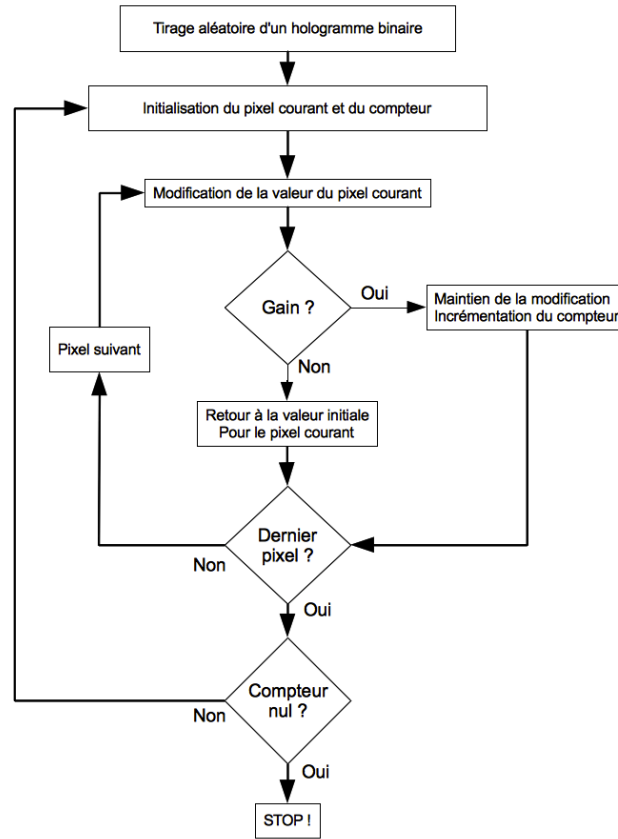 Tirage aléatoire d'un hologramme binaire
Initialisation du pixel courant et du compteur
Modification de la valeur du pixel courant
Gain ?
Oui
Maintien de la modification
Incrémentation du compteur
Pixel suivant
Non
Retour à la valeur initiale
Pour le pixel courant
Dernier
pixel ?
Non
Oui
Compteur
nul ?
Non
Oui
STOP !